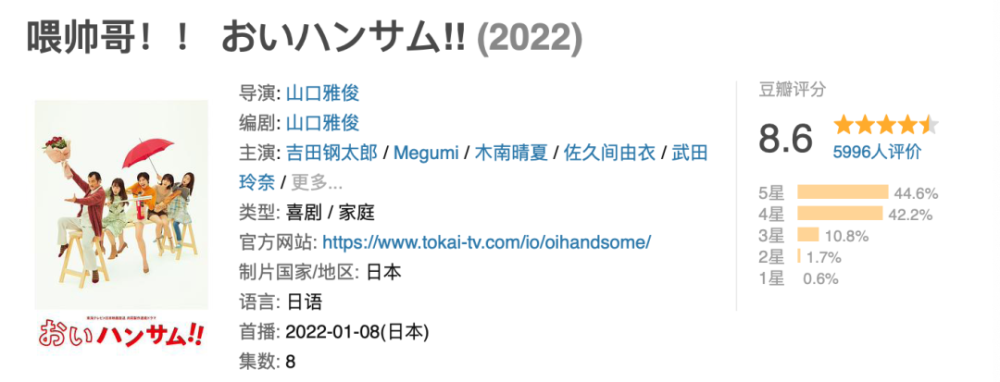 喂帅哥！！ おいハンサム!! (2022)
导演: 山口雅俊
编剧: 山口雅俊
主演: 吉田钢太郎 / Megumi / 木南晴夏 / 佐久间由衣 / 武田
玲奈 / 更多...
类型: 喜剧 / 家庭
官方网站: https://www.tokai-tv.com/io/oihandsome/
制片国家/地区: 日本
语言: 日语
首播: 2022-01-08(日本)
集数: 8
おいハンサム!!
豆瓣评分
8.6
5996人评价
5星 44.6%
4星 42.2%
3星 10.8%
2星 1.7%
1星 0.6%